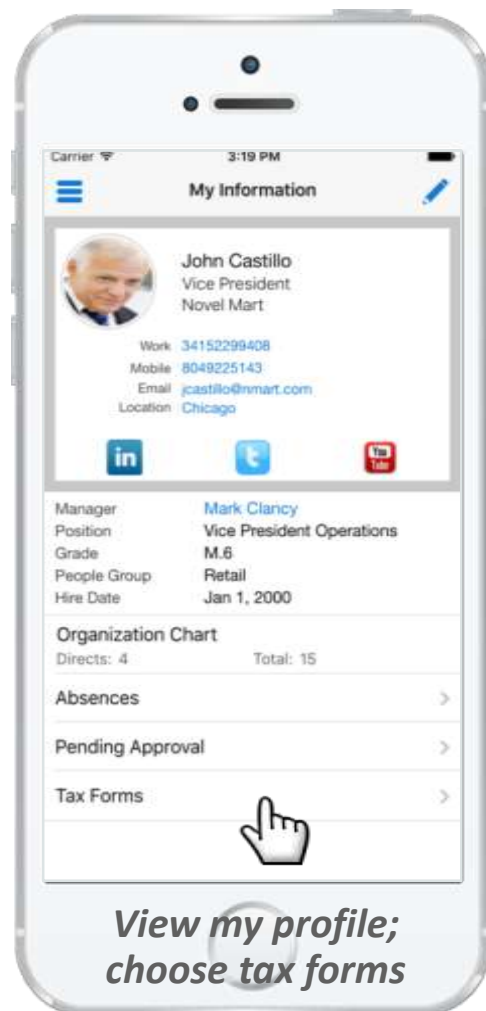 Carrier 3:19 PM
My Information
John Castillo
Vice President
Novel Mart
Work 34152299408
Mobile 8049225143
Email jcastillo@nmart.com
Location Chicago
in t You Tube
Manager Mark Clancy
Position Vice President Operations
Grade M.6
People Group Retail
Hire Date Jan 1, 2000
Organization Chart
Directs: 4 Total: 15
Absences
Pending Approval
Tax Forms
View my profile;
choose tax forms